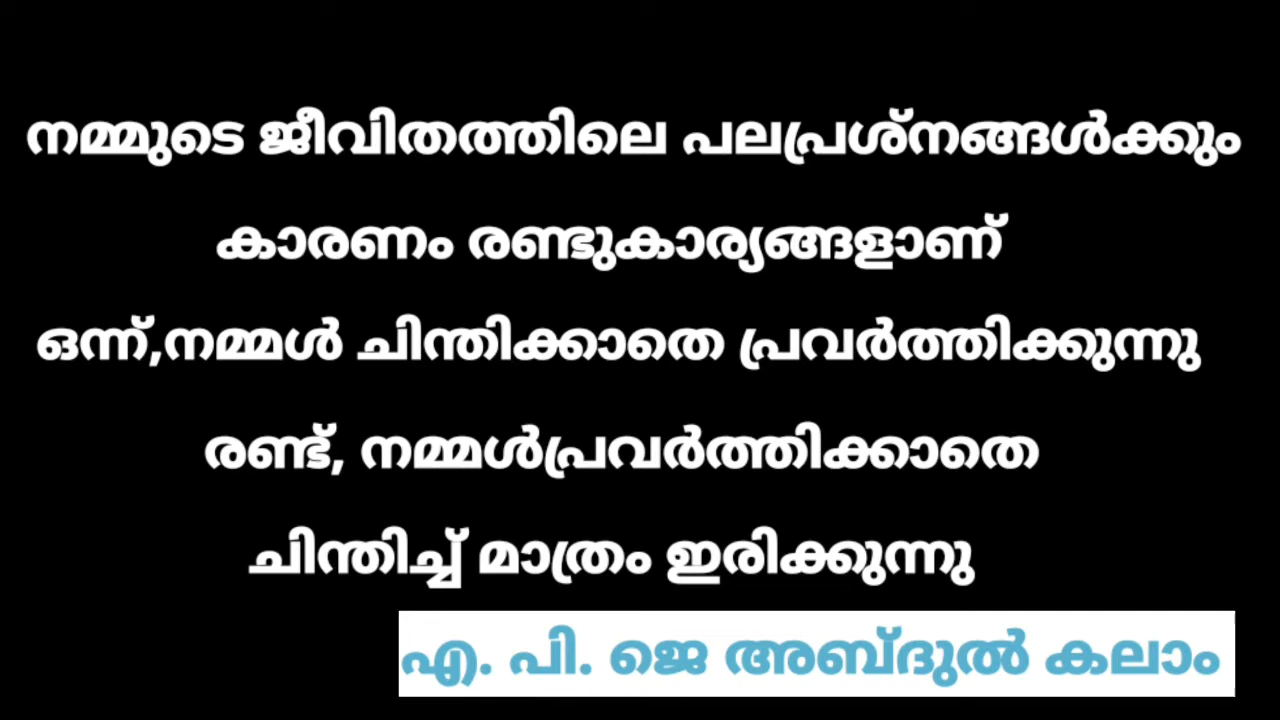 നമ്മുടെ ജീവിതത്തിലെ പലപ്രശ്നങ്ങൾക്കും
കാരണം രണ്ടുകാര്യങ്ങളാണ്
ഒന്ന്,നമ്മൾ ചിന്തിക്കാതെ പ്രവർത്തിക്കുന്നു
രണ്ട്, നമ്മൾപ്രവർത്തിക്കാതെ
ചിന്തിച്ച് മാത്രം ഇരിക്കുന്നു
എ. പി. ജെ അബ്ദുൽ കലാം